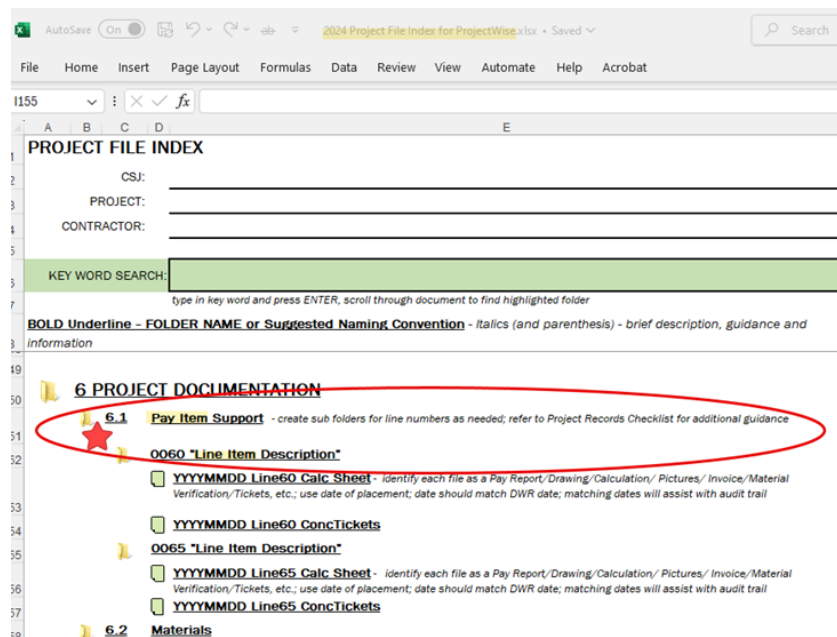 AutoSave On ab 2024 Project File Index for ProjectWise.xlsx • Saved Search
File Home Insert Page Layout Formulas Data Review View Automate Help Acrobat
I155 fx
A B C D E
1 PROJECT FILE INDEX
2 CSJ:
3 PROJECT:
4 CONTRACTOR:
5
6 KEY WORD SEARCH:
7 type in key word and press ENTER, scroll through document to find highlighted folder
BOLD Underline – FOLDER NAME or Suggested Naming Convention - Italics (and parenthesis) - brief description, guidance and
8 information
49
50 6 PROJECT DOCUMENTATION
51 6.1 Pay Item Support - create sub folders for line numbers as needed; refer to Project Records Checklist for additional guidance
52 0060 "Line Item Description"
YYYYMMDD Line60 Calc Sheet - identify each file as a Pay Report/Drawing/Calculation/ Pictures/ Invoice/Material
53 Verification/Tickets, etc.; use date of placement; date should match DWR date; matching dates will assist with audit trail
54 YYYYMMDD Line60 ConcTickets
55 0065 "Line Item Description"
YYYYMMDD Line65 Calc Sheet - identify each file as a Pay Report/Drawing/Calculation/ Pictures/ Invoice/Material
56 Verification/Tickets, etc.; use date of placement; date should match DWR date; matching dates will assist with audit trail
57 YYYYMMDD Line65 ConcTickets
58 6.2 Materials